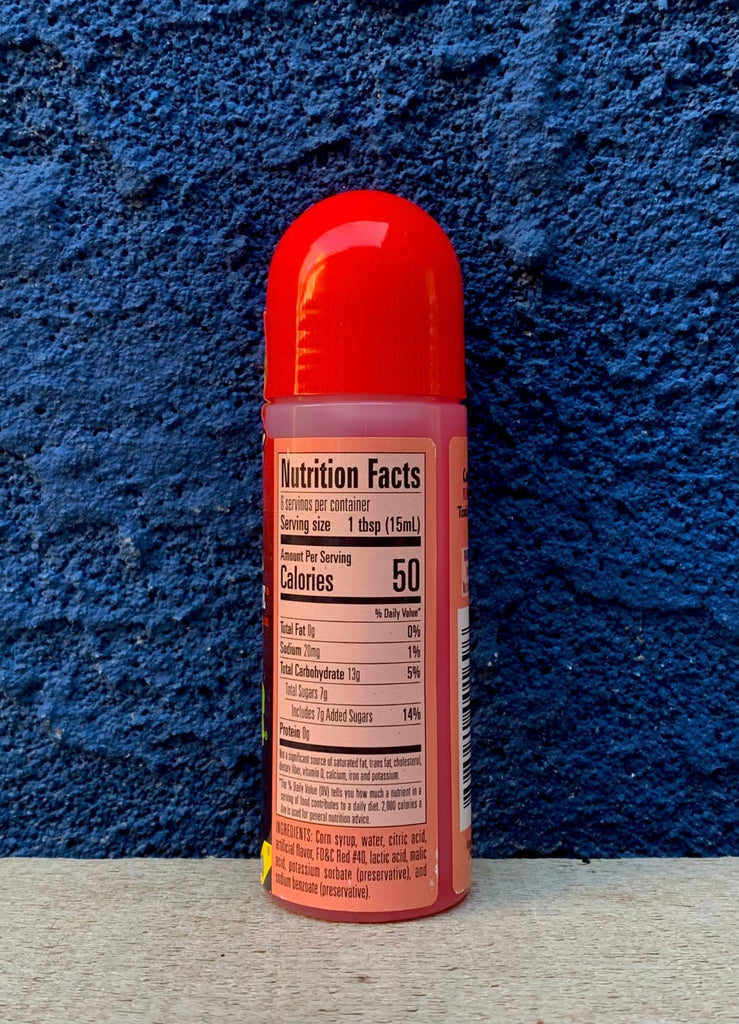 Nutrition Facts
6 servings per container
Serving size 1 tbsp (15mL)
Amount Per Serving
Calories 50
% Daily Value*
Total Fat 0g 0%
Sodium 20mg 1%
Total Carbohydrate 13g 5%
Total Sugars 7g
Includes 7g Added Sugars 14%
Protein 0g
Not a significant source of saturated fat, trans fat, cholesterol,
dietary fiber, vitamin D, calcium, iron and potassium.
*The % Daily Value (DV) tells you how much a nutrient in a
serving of food contributes to a daily diet. 2,000 calories a
day is used for general nutrition advice.
INGREDIENTS: Corn syrup, water, citric acid,
artificial flavor, FD&C Red #40, lactic acid, malic
acid, potassium sorbate (preservative), and
sodium benzoate (preservative).